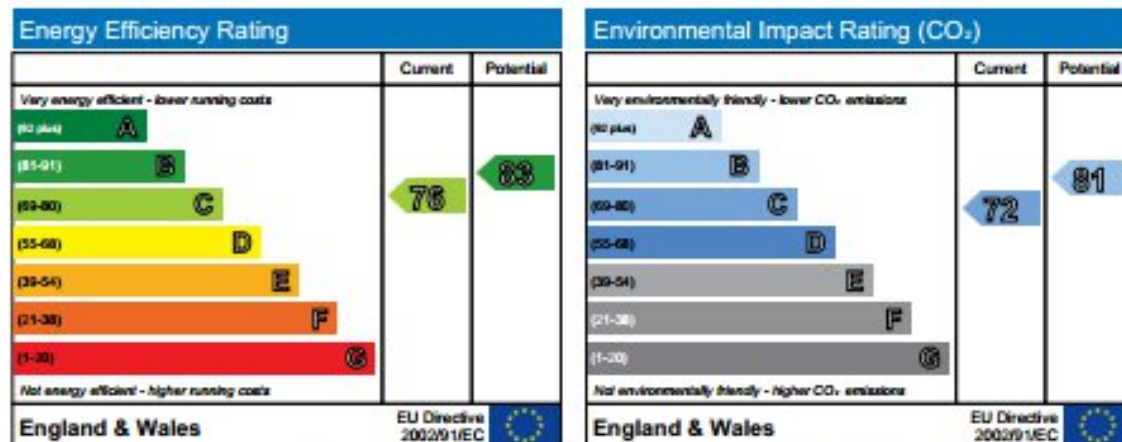 Energy Efficiency Rating
Current Potential
Very energy efficient - lower running costs
(92 plus) A
(81-91) B
(69-80) C
(55-68) D
(39-54) E
(21-38) F
(1-20) G
76
83
Not energy efficient - higher running costs
England & Wales
EU Directive
2002/91/EC
Environmental Impact Rating (CO₂)
Current Potential
Very environmentally friendly - lower CO₂ emissions
(92 plus) A
(81-91) B
(69-80) C
(55-68) D
(39-54) E
(21-38) F
(1-20) G
72
81
Not environmentally friendly - higher CO₂ emissions
England & Wales
EU Directive
2002/91/EC